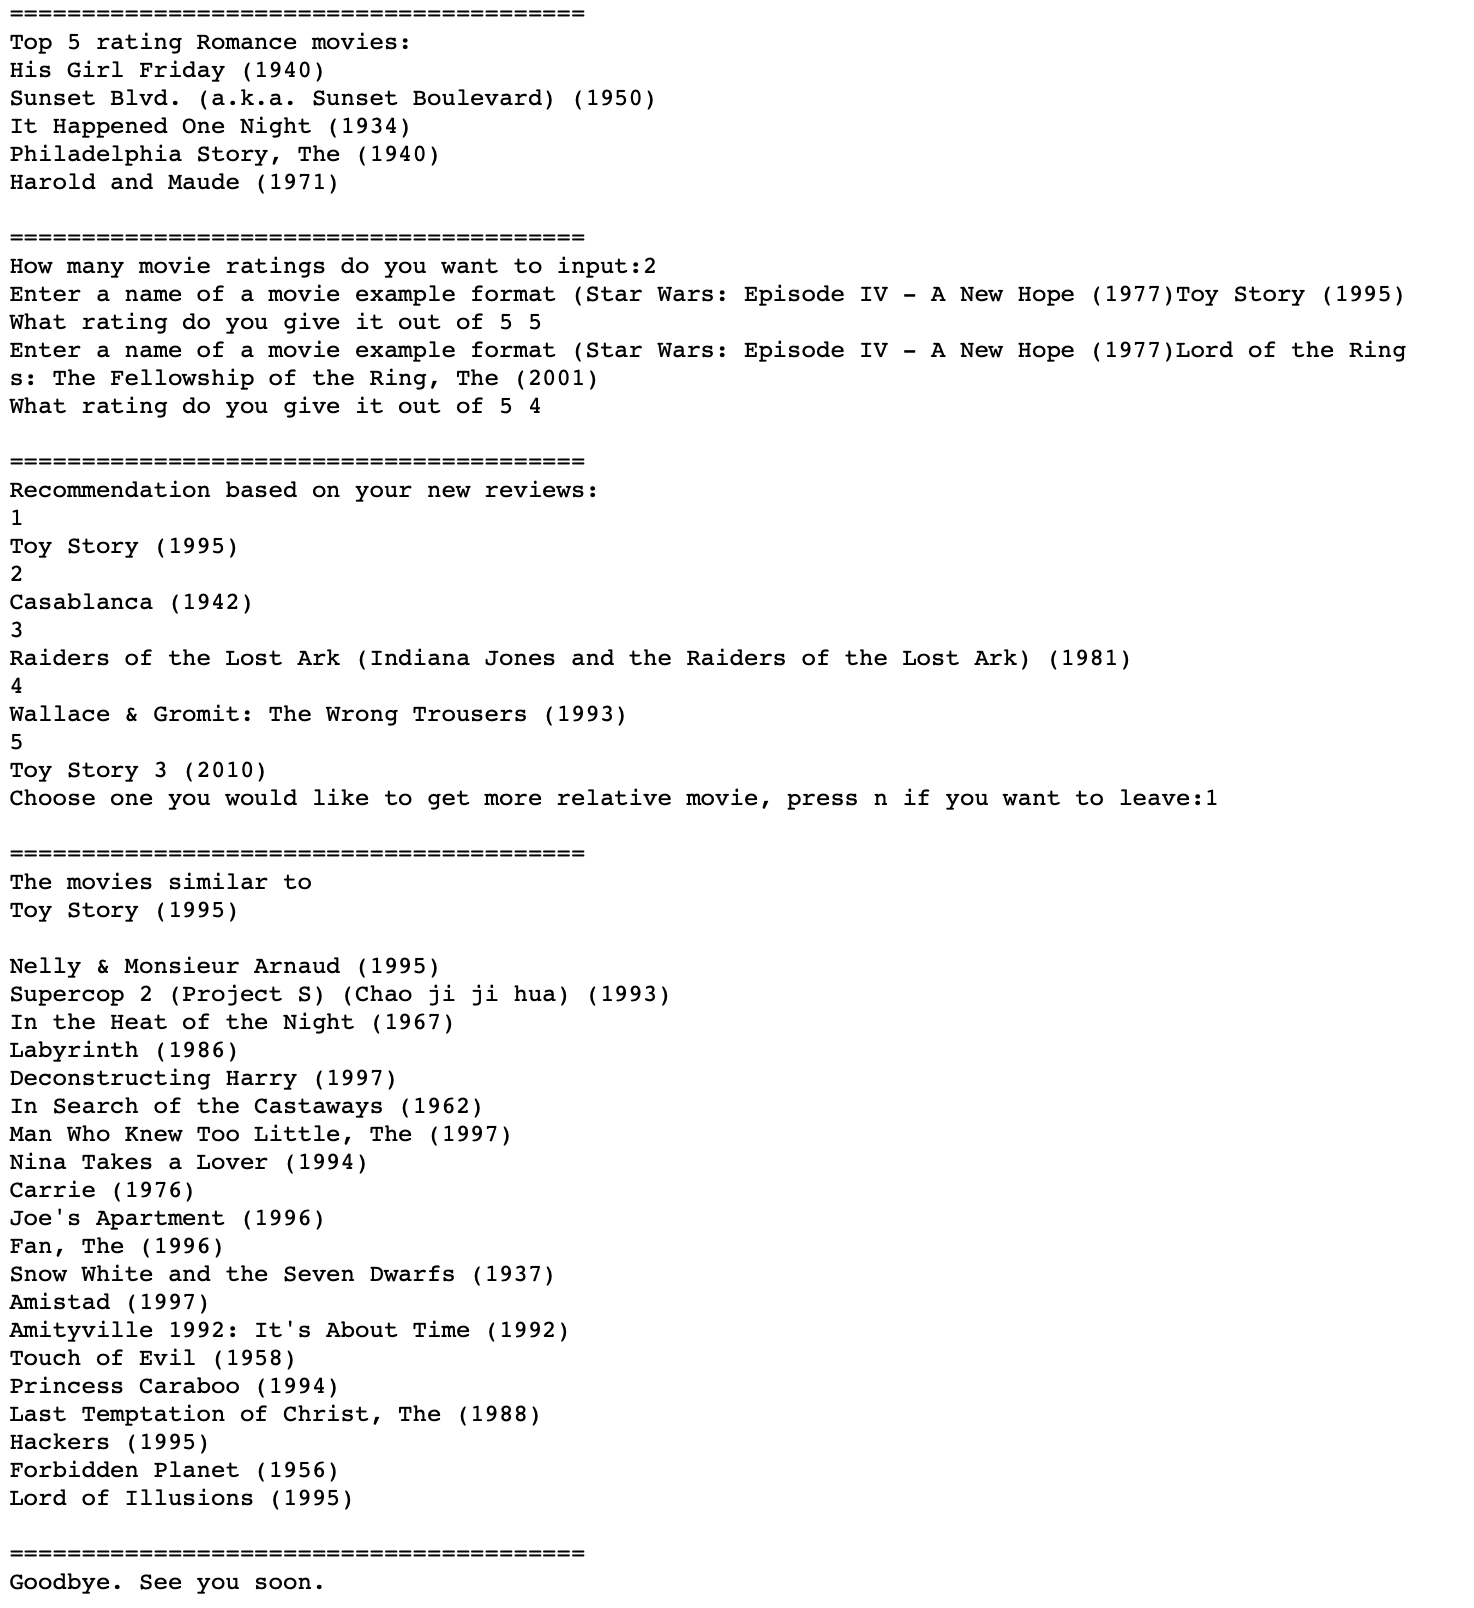 ========================================
Top 5 rating Romance movies:
His Girl Friday (1940)
Sunset Blvd. (a.k.a. Sunset Boulevard) (1950)
It Happened One Night (1934)
Philadelphia Story, The (1940)
Harold and Maude (1971)

========================================
How many movie ratings do you want to input:2
Enter a name of a movie example format (Star Wars: Episode IV - A New Hope (1977)Toy Story (1995)
What rating do you give it out of 5 5
Enter a name of a movie example format (Star Wars: Episode IV - A New Hope (1977)Lord of the Ring
s: The Fellowship of the Ring, The (2001)
What rating do you give it out of 5 4

========================================
Recommendation based on your new reviews:
1
Toy Story (1995)
2
Casablanca (1942)
3
Raiders of the Lost Ark (Indiana Jones and the Raiders of the Lost Ark) (1981)
4
Wallace & Gromit: The Wrong Trousers (1993)
5
Toy Story 3 (2010)
Choose one you would like to get more relative movie, press n if you want to leave:1

========================================
The movies similar to
Toy Story (1995)

Nelly & Monsieur Arnaud (1995)
Supercop 2 (Project S) (Chao ji ji hua) (1993)
In the Heat of the Night (1967)
Labyrinth (1986)
Deconstructing Harry (1997)
In Search of the Castaways (1962)
Man Who Knew Too Little, The (1997)
Nina Takes a Lover (1994)
Carrie (1976)
Joe's Apartment (1996)
Fan, The (1996)
Snow White and the Seven Dwarfs (1937)
Amistad (1997)
Amityville 1992: It's About Time (1992)
Touch of Evil (1958)
Princess Caraboo (1994)
Last Temptation of Christ, The (1988)
Hackers (1995)
Forbidden Planet (1956)
Lord of Illusions (1995)

========================================
Goodbye. See you soon.